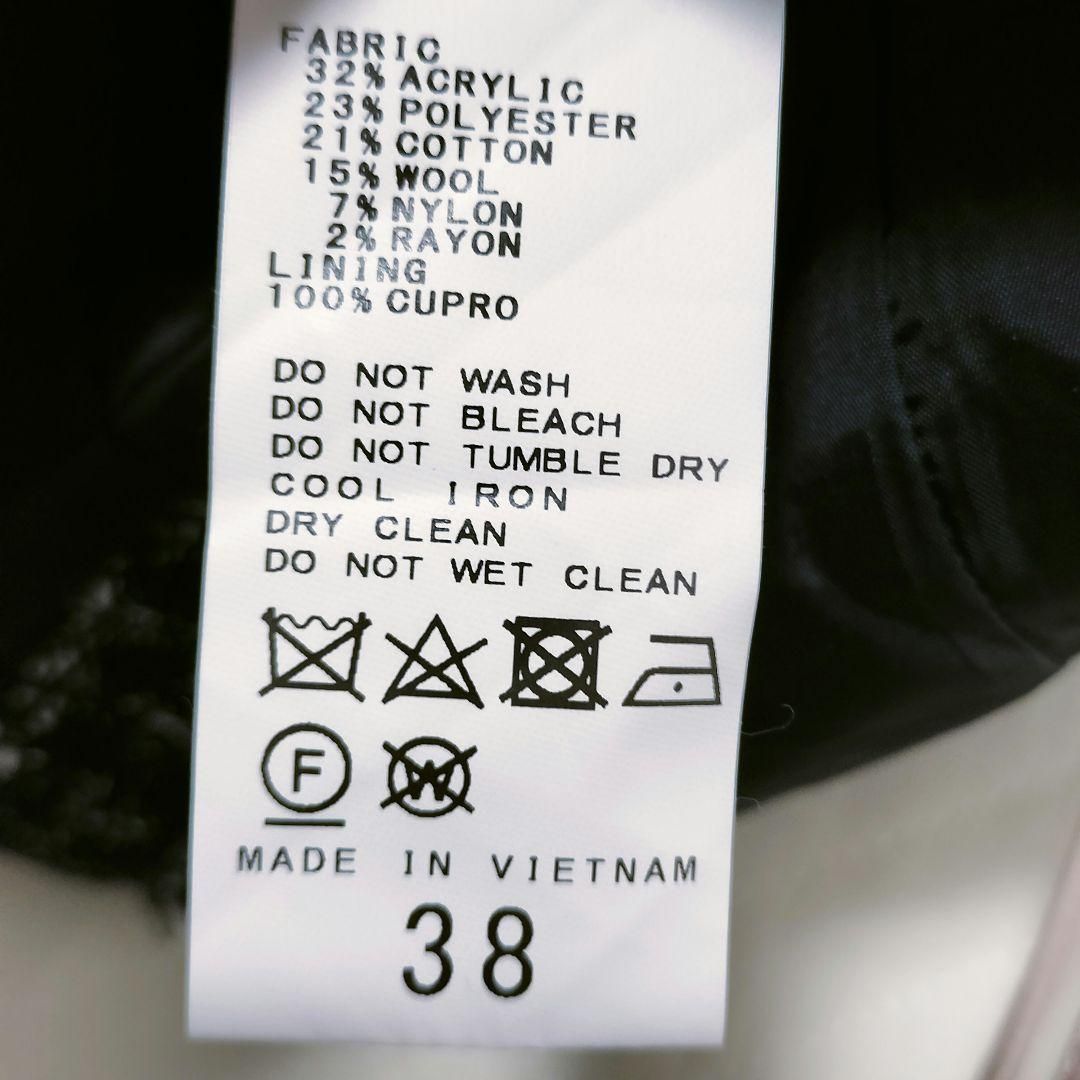 FABRIC
32% ACRYLIC
23% POLYESTER
21% COTTON
15% WOOL
7% NYLON
2% RAYON
LINING
100% CUPRO
DO NOT WASH
DO NOT BLEACH
DO NOT TUMBLE DRY
COOL IRON
DRY CLEAN
DO NOT WET CLEAN
F W
MADE IN VIETNAM
38